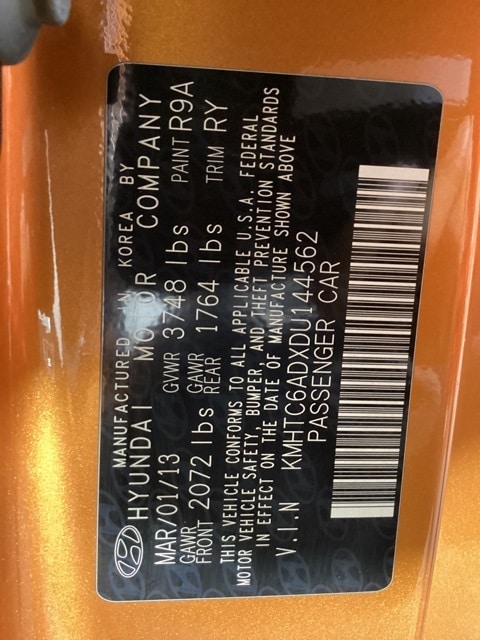 MANUFACTURED IN KOREA BY
HYUNDAI MOTOR COMPANY
MAR/01/13 GVWR 3748 lbs PAINT R9A
GAWR FRONT 2072 lbs GAWR REAR 1764 lbs TRIM RY
THIS VEHICLE CONFORMS TO ALL APPLICABLE U.S.A. FEDERAL
MOTOR VEHICLE SAFETY, BUMPER, AND THEFT PREVENTION STANDARDS
IN EFFECT ON THE DATE OF MANUFACTURE SHOWN ABOVE
V.I.N KMHTC6ADXDU144562
PASSENGER CAR